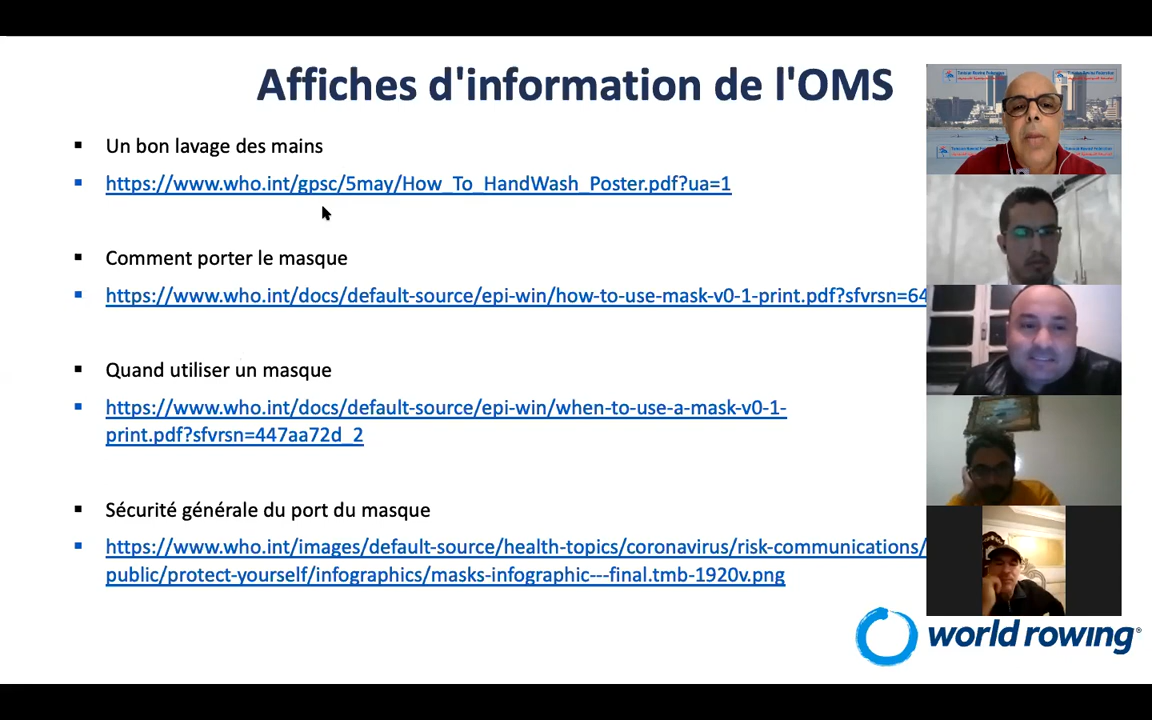 Affiches d'information de l'OMS
Un bon lavage des mains
https://www.who.int/gpsc/5may/How_To_HandWash_Poster.pdf?ua=1
Comment porter le masque
https://www.who.int/docs/default-source/epi-win/how-to-use-mask-v0-1-print.pdf?sfvrsn=64
Quand utiliser un masque
https://www.who.int/docs/default-source/epi-win/when-to-use-a-mask-v0-1-
print.pdf?sfvrsn=447aa72d_2
Sécurité générale du port du masque
https://www.who.int/images/default-source/health-topics/coronavirus/risk-communications/
public/protect-yourself/infographics/masks-infographic---final.tmb-1920v.png
world rowing®